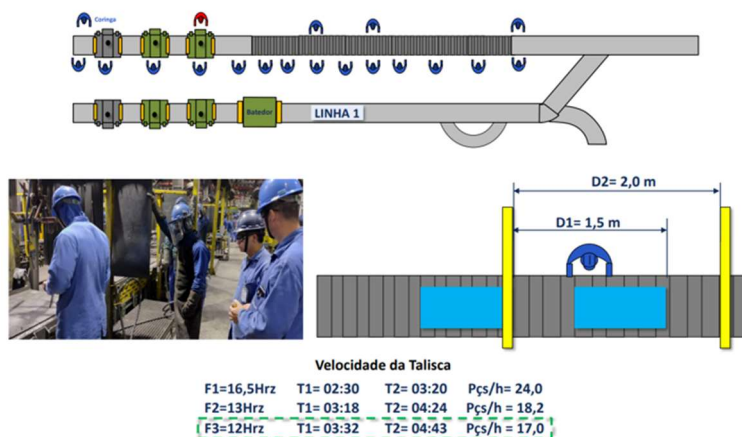 Coringa
Batedor
LINHA 1
D2= 2,0 m
D1= 1,5 m
Velocidade da Talisca
F1=16,5Hrz T1= 02:30 T2= 03:20 Pçs/h= 24,0
F2=13Hrz T1= 03:18 T2= 04:24 Pçs/h = 18,2
F3=12Hrz T1= 03:32 T2= 04:43 Pçs/h = 17,0